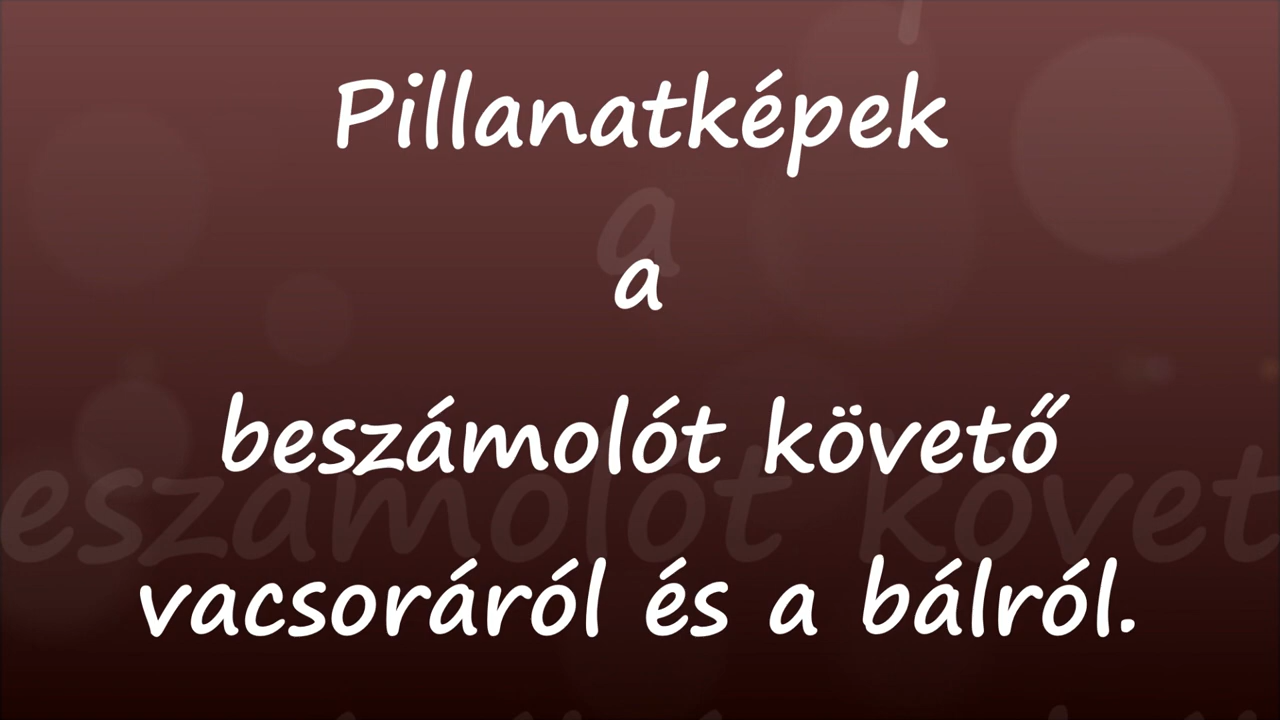 Pillanatképek
a
beszámolót követő
vacsoráról és a bálról.